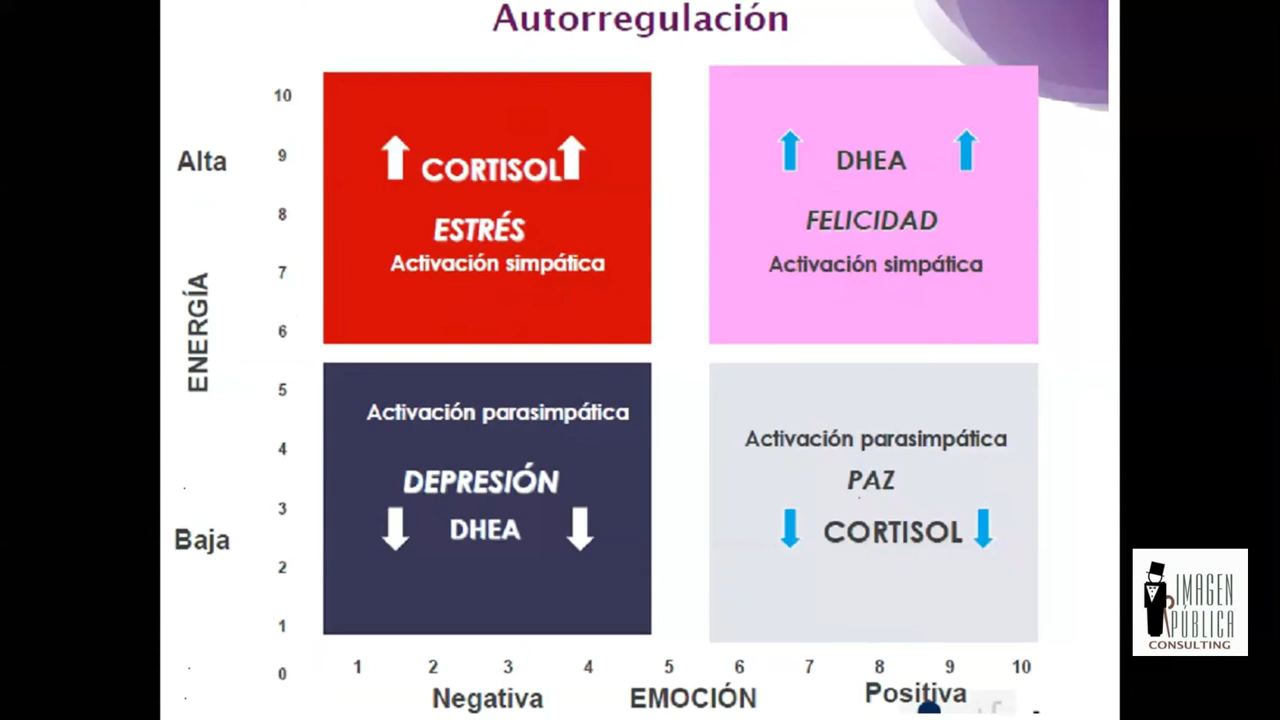 Autorregulación
10
9
8
7
6
5
4
3
2
1
0
Alta
ENERGÍA
Baja
CORTISOL
ESTRÉS
Activación simpática
DHEA
FELICIDAD
Activación simpática
Activación parasimpática
DEPRESIÓN
DHEA
Activación parasimpática
PAZ
CORTISOL
1 2 3 4 5 6 7 8 9 10
Negativa EMOCIÓN Positiva
IMAGEN
PÚBLICA
CONSULTING